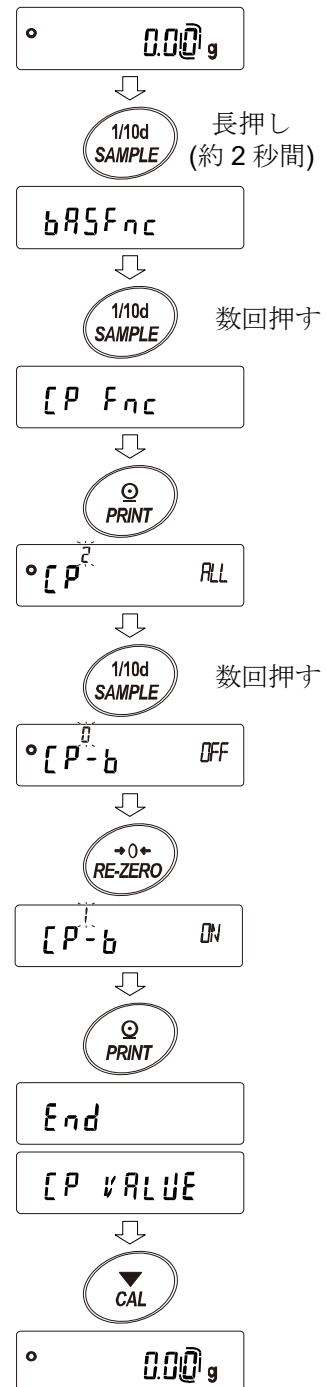 0.00 g
1/10d
SAMPLE
長押し
(約 2 秒間)
bASFnc
1/10d
SAMPLE
数回押す
CP Fnc
PRINT
2
CP ALL
1/10d
SAMPLE
数回押す
0
CP-b OFF
→0←
RE-ZERO
1
CP-b ON
PRINT
End
CP VALUE
CAL
0.00 g